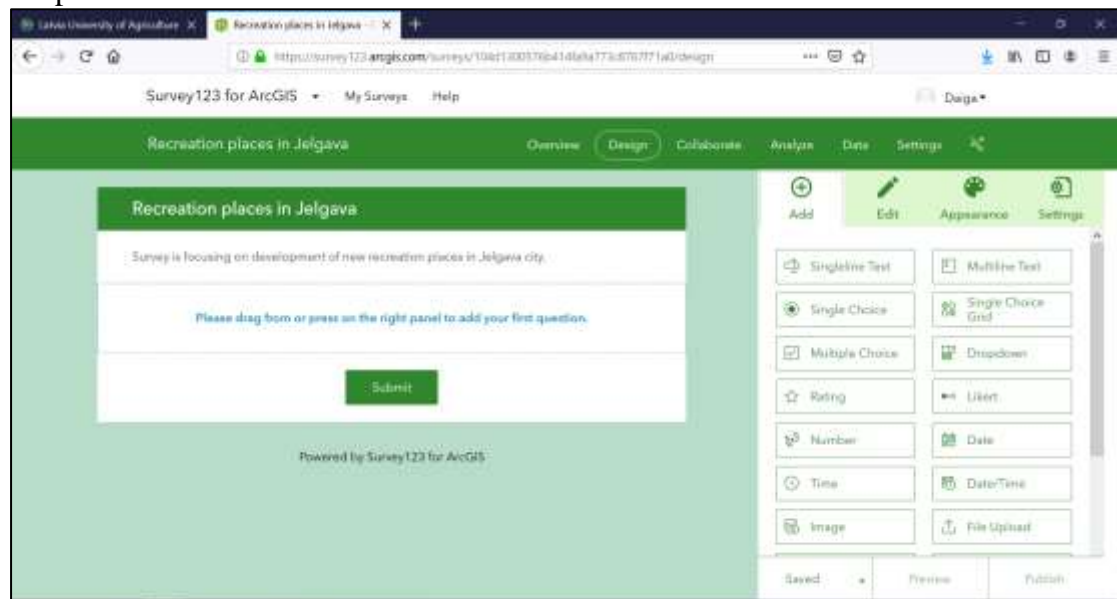 Latvia University of Agriculture
Recreation places in Jelgava
Survey123 for ArcGIS
My Surveys
Help
Daiga
Recreation places in Jelgava
Overview
Design
Collaborate
Analyze
Data
Settings
Add
Edit
Appearance
Settings
Recreation places in Jelgava
Survey is focusing on development of new recreation places in Jelgava city.
Please drag from or press on the right panel to add your first question.
Submit
Powered by Survey123 for ArcGIS
Singleline Text
Multiline Text
Single Choice
Single Choice
Grid
Multiple Choice
Dropdown
Rating
Likert
Number
Date
Time
Date/Time
Image
File Upload
Saved
Preview
Publish